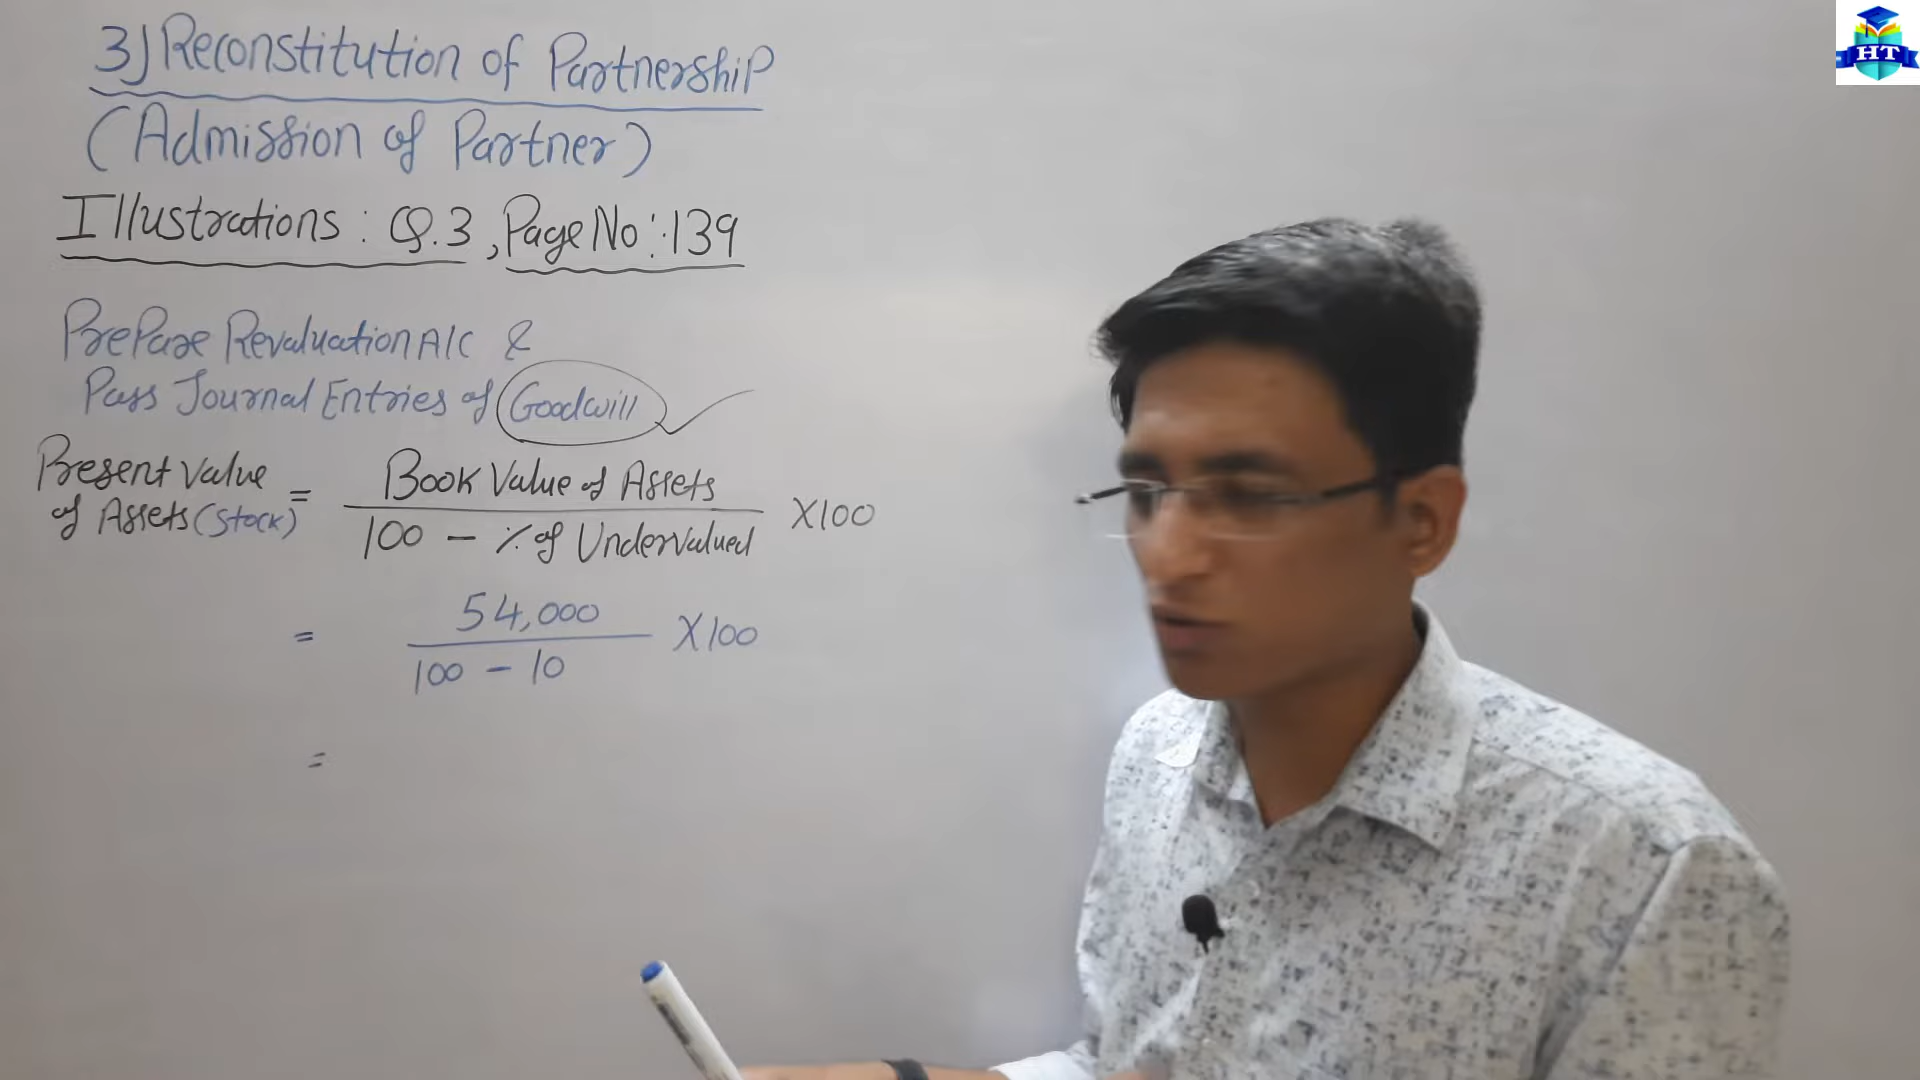 3) Reconstitution of Partnership
(Admission of Partner)
Illustrations : Q.3, Page No : 139
Prepare Revaluation A/C &
Pass Journal Entries of Goodwill
Present Value of Assets (Stock) = Book Value of Assets / 100 - % of Undervalued X100
= 54,000 / 100 - 10 X100
=
HT